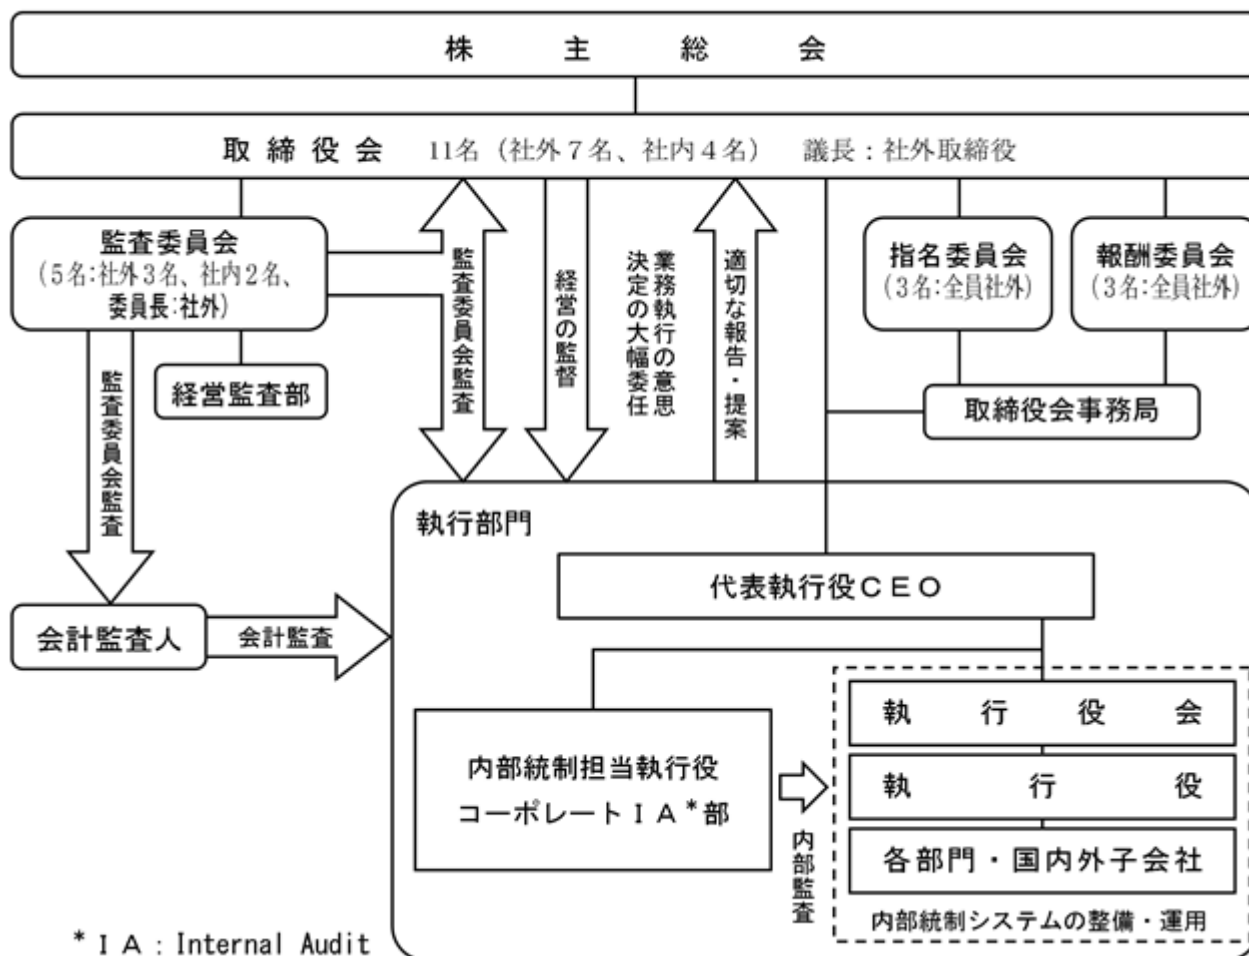 株主総会
取締役会 11名（社外7名、社内4名） 議長：社外取締役
監査委員会
（5名：社外3名、社内2名、
委員長：社外）
経営監査部
監査委員会監査
会計監査人
会計監査
監査委員会監査
経営の監督
業務執行の意思
決定の大幅委任
適切な報告・提案
指名委員会
（3名：全員社外）
報酬委員会
（3名：全員社外）
取締役会事務局
執行部門
代表執行役CEO
内部統制担当執行役
コーポレートIA*部
内部監査
執行役会
執行役
各部門・国内外子会社
内部統制システムの整備・運用
*IA：Internal Audit